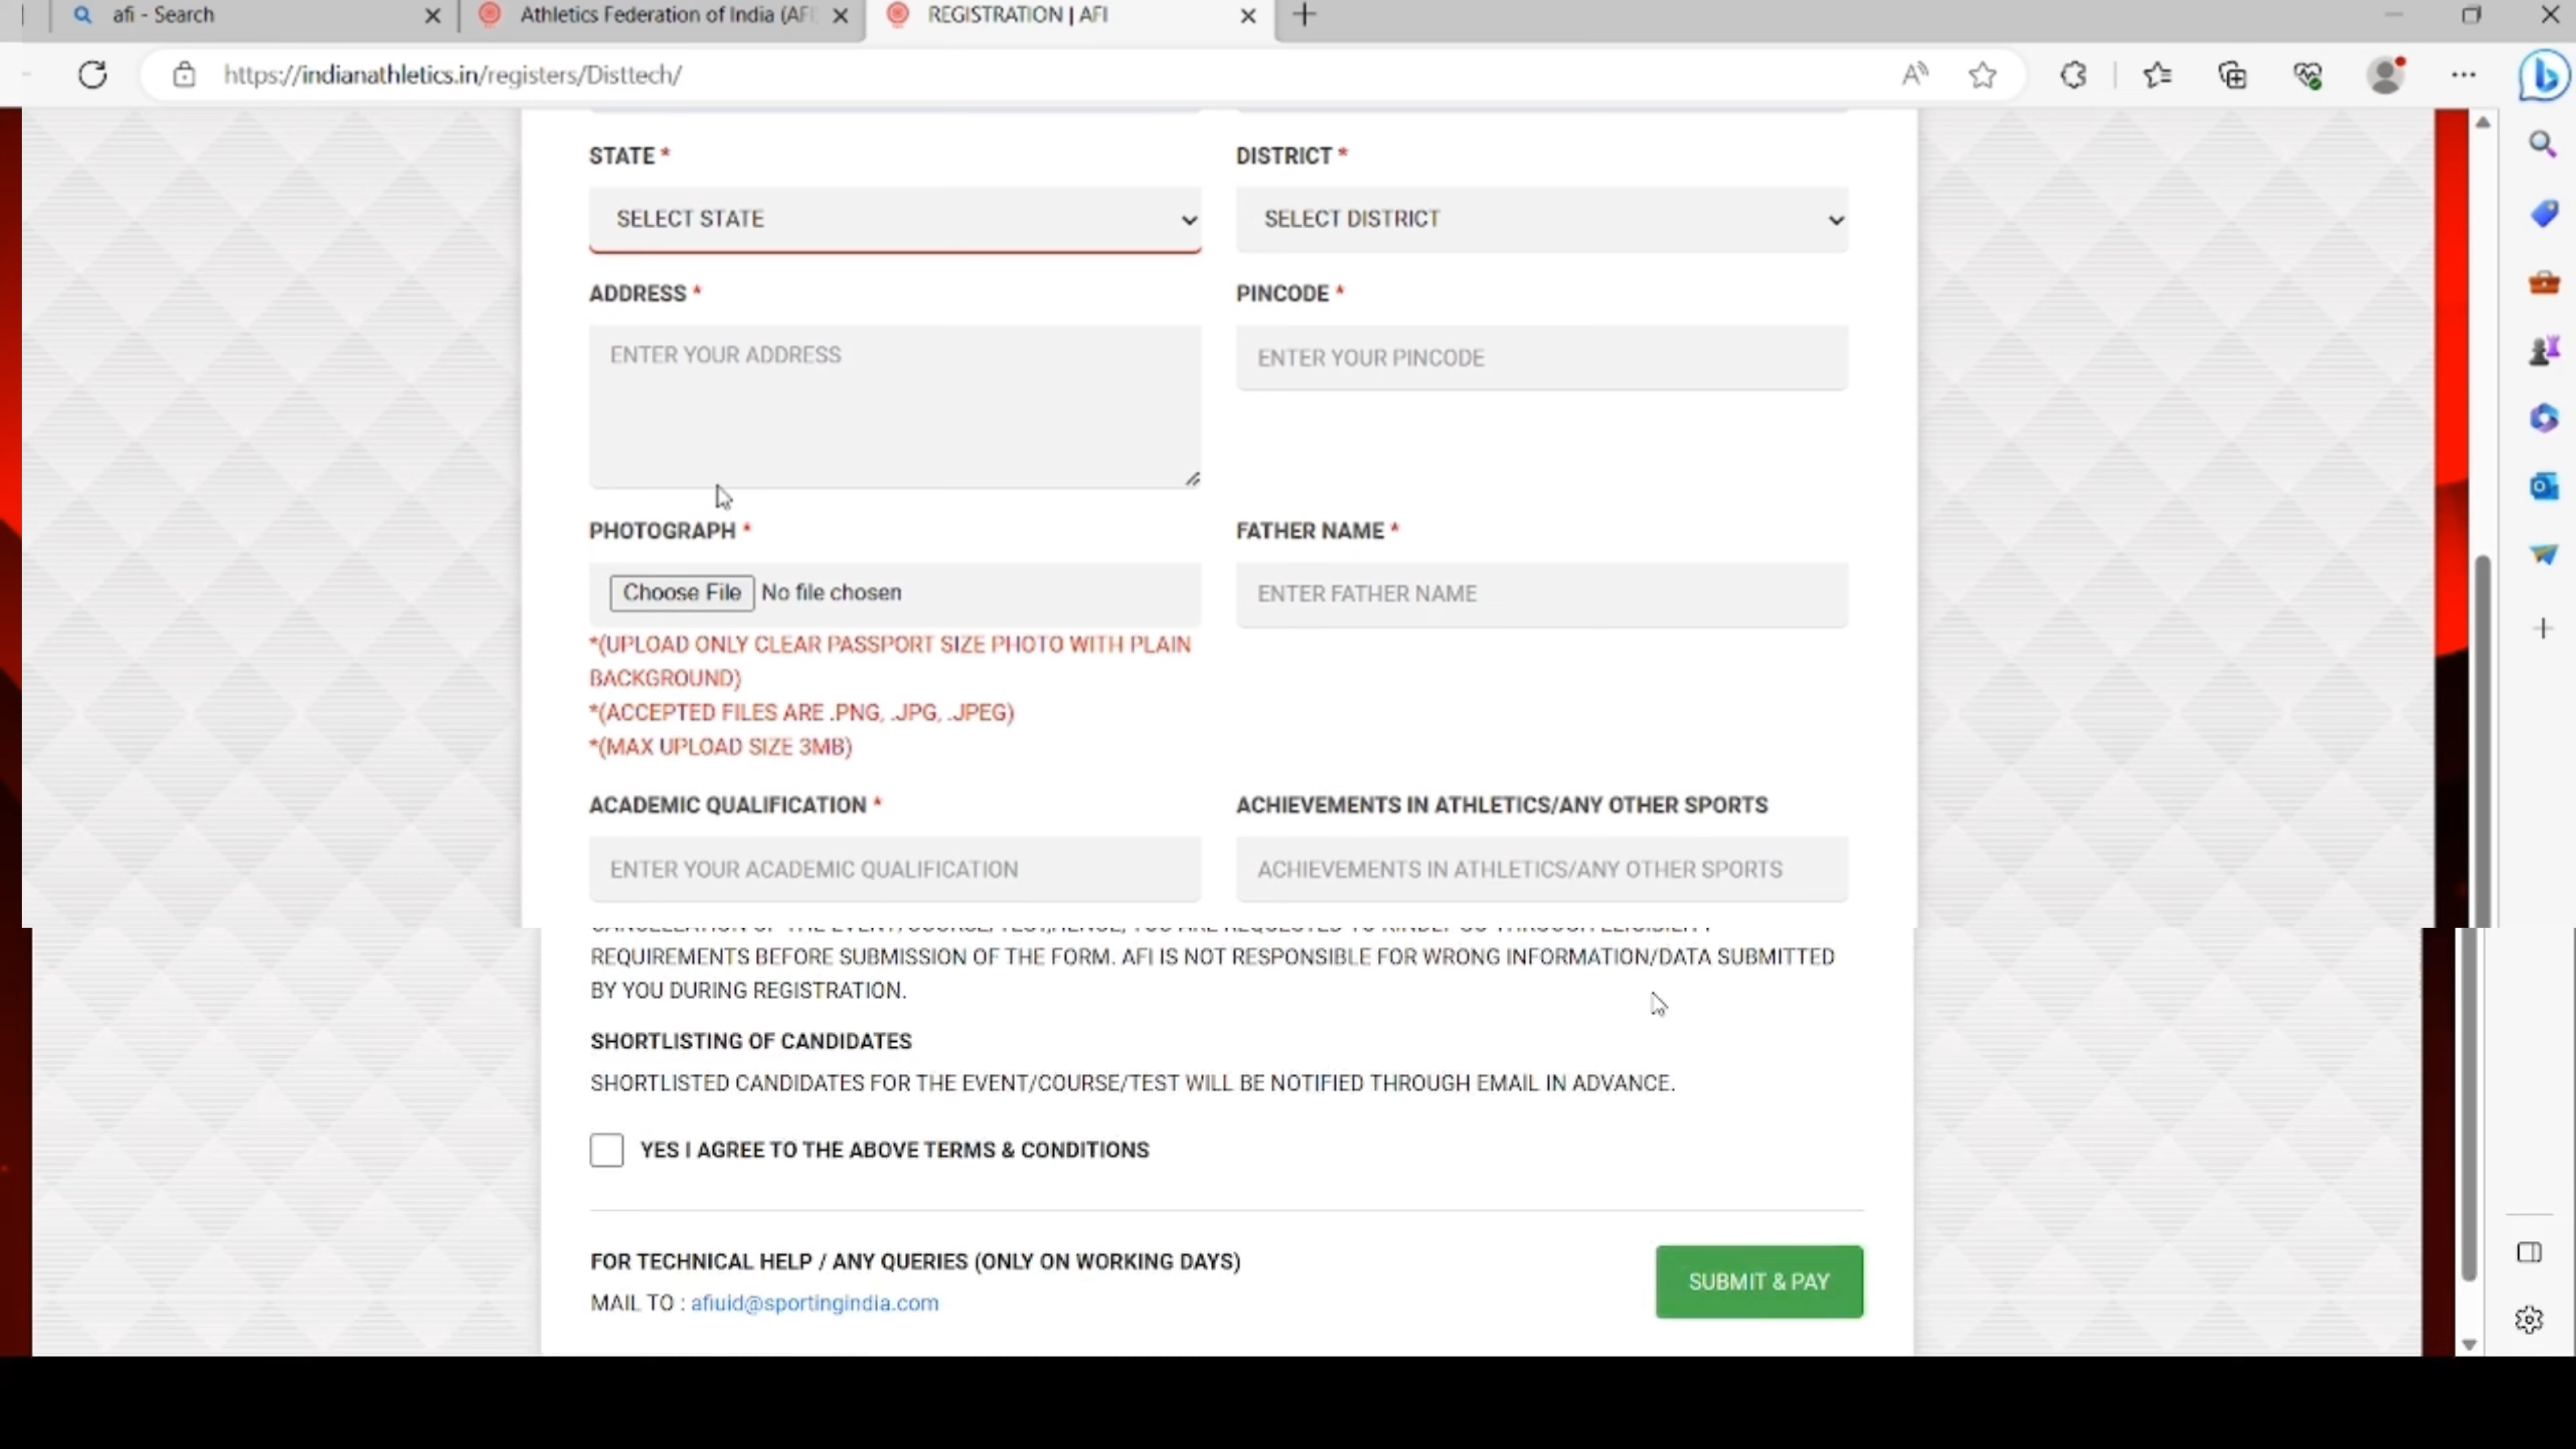 afi - Search
Athletics Federation of India (AFI
REGISTRATION | AFI
https://indianathletics.in/registers/Disttech/
STATE *
DISTRICT *
SELECT STATE
SELECT DISTRICT
ADDRESS *
PINCODE *
ENTER YOUR ADDRESS
ENTER YOUR PINCODE
PHOTOGRAPH *
FATHER NAME *
Choose File No file chosen
ENTER FATHER NAME
*(UPLOAD ONLY CLEAR PASSPORT SIZE PHOTO WITH PLAIN
BACKGROUND)
*(ACCEPTED FILES ARE .PNG, .JPG, .JPEG)
*(MAX UPLOAD SIZE 3MB)
ACADEMIC QUALIFICATION *
ACHIEVEMENTS IN ATHLETICS/ANY OTHER SPORTS
ENTER YOUR ACADEMIC QUALIFICATION
ACHIEVEMENTS IN ATHLETICS/ANY OTHER SPORTS
REQUIREMENTS BEFORE SUBMISSION OF THE FORM. AFI IS NOT RESPONSIBLE FOR WRONG INFORMATION/DATA SUBMITTED
BY YOU DURING REGISTRATION.
SHORTLISTING OF CANDIDATES
SHORTLISTED CANDIDATES FOR THE EVENT/COURSE/TEST WILL BE NOTIFIED THROUGH EMAIL IN ADVANCE.
YES I AGREE TO THE ABOVE TERMS & CONDITIONS
FOR TECHNICAL HELP / ANY QUERIES (ONLY ON WORKING DAYS)
MAIL TO : afiuid@sportingindia.com
SUBMIT & PAY